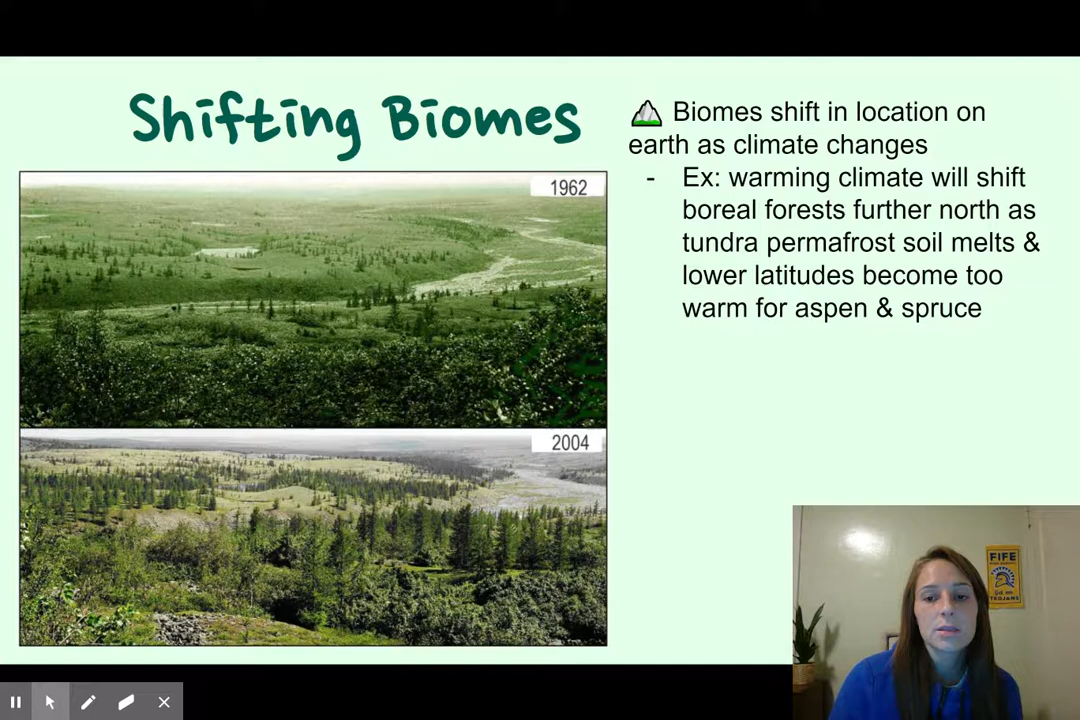 Shifting Biomes
1962
2004
Biomes shift in location on
earth as climate changes
- Ex: warming climate will shift
boreal forests further north as
tundra permafrost soil melts &
lower latitudes become too
warm for aspen & spruce
FIFE
TROJANS